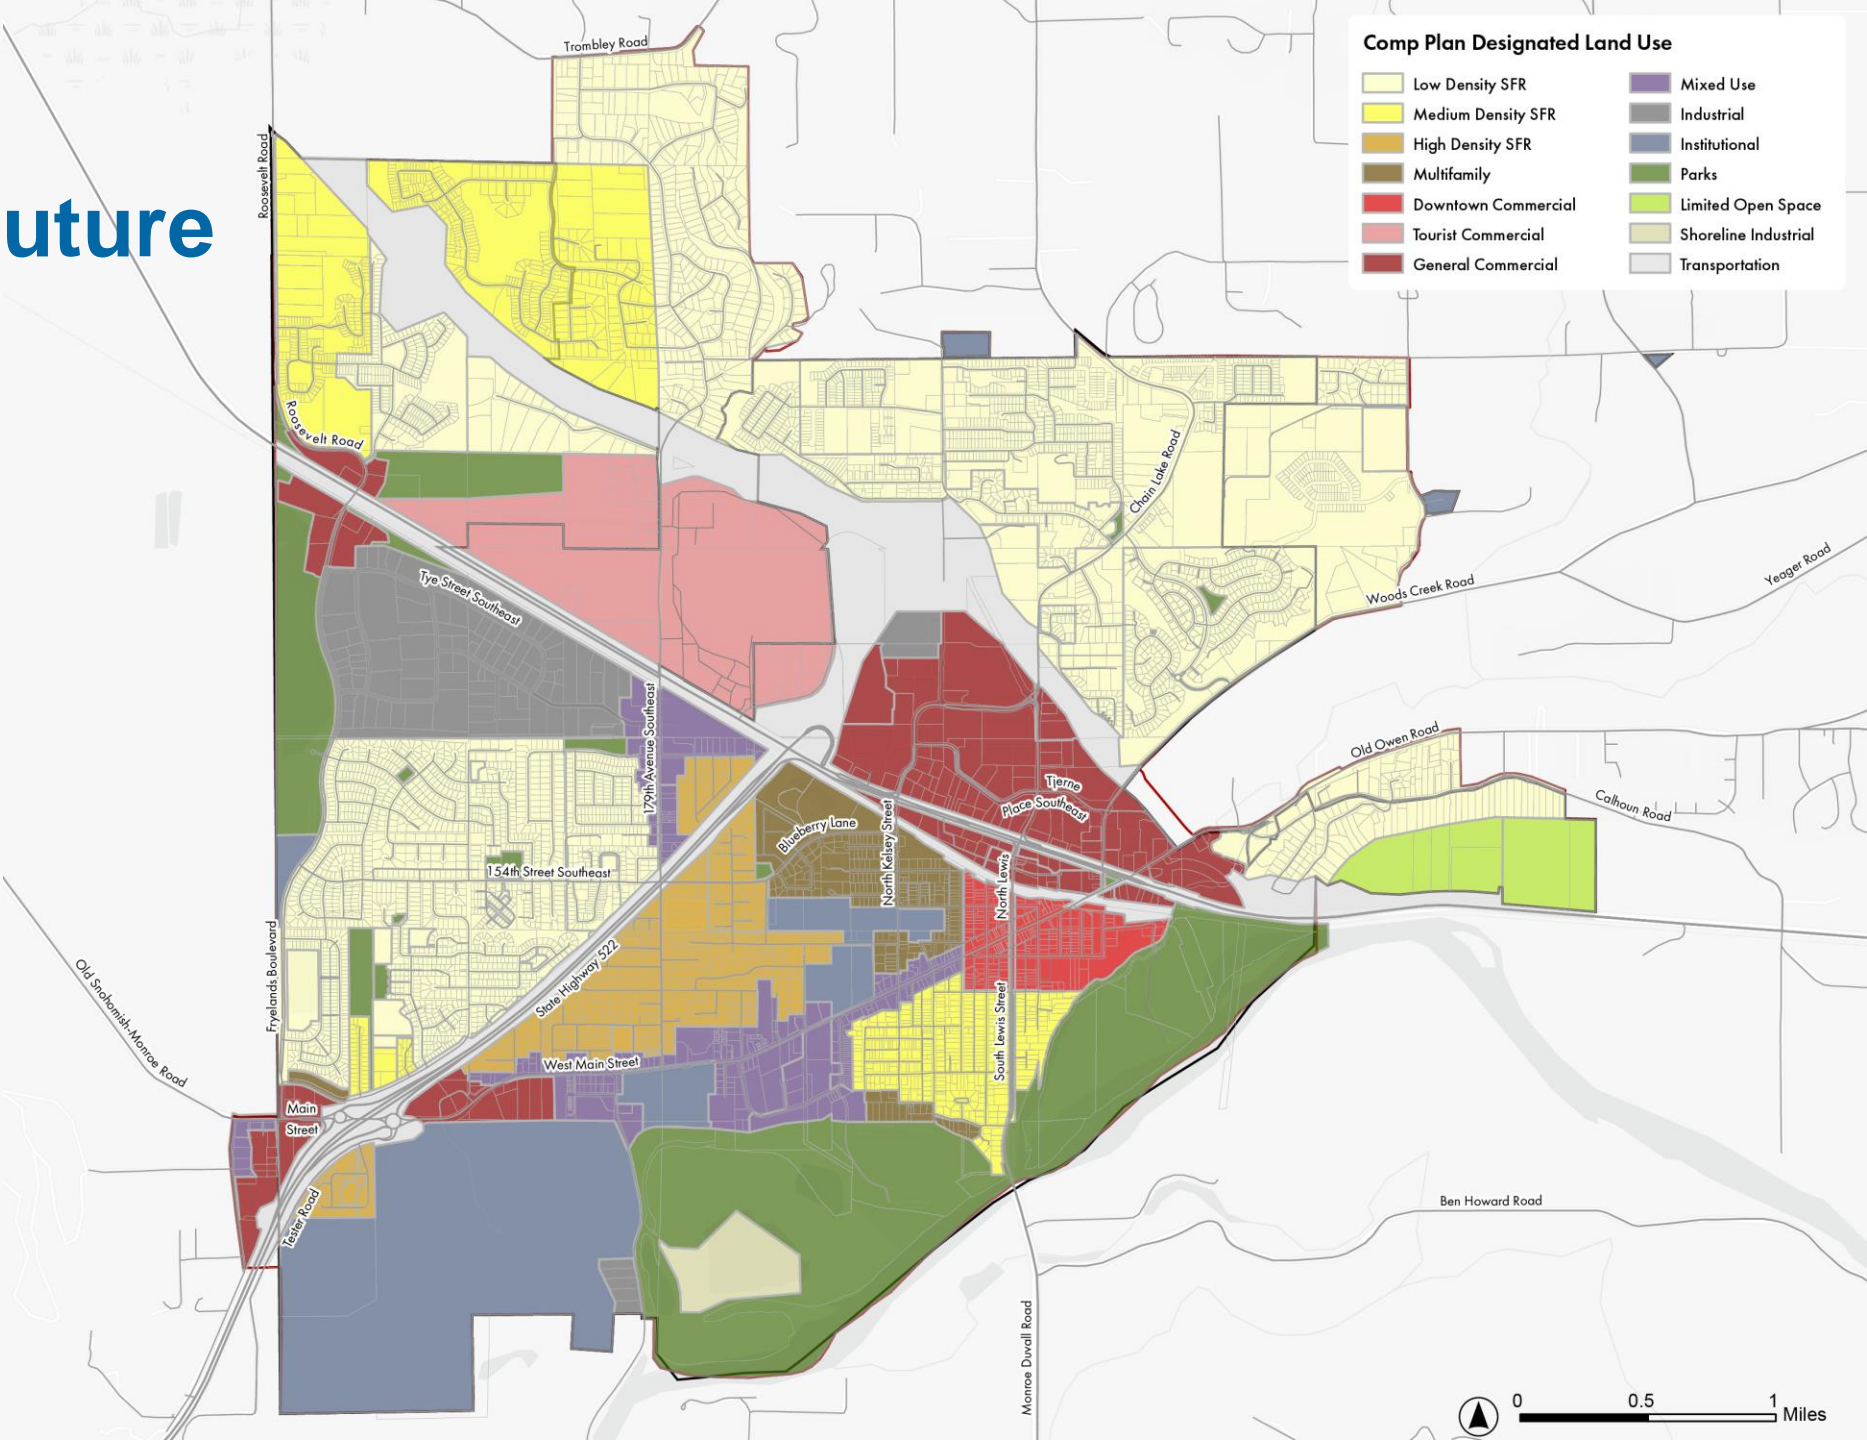 uture
Comp Plan Designated Land Use
Low Density SFR
Medium Density SFR
High Density SFR
Multifamily
Downtown Commercial
Tourist Commercial
General Commercial
Mixed Use
Industrial
Institutional
Parks
Limited Open Space
Shoreline Industrial
Transportation
Trombley Road
Roosevelt Road
Roosevelt Road
Chain Lake Road
Yeager Road
Woods Creek Road
Tye Street Southeast
179th Avenue Southeast
Old Owen Road
Calhoun Road
Tjerne
Place Southeast
Blueberry Lane
North Kelsey Street
North Lewis
154th Street Southeast
State Highway 522
Fryelands Boulevard
Old Snohomish-Monroe Road
South Lewis Street
West Main Street
Main
Street
Tester Road
Ben Howard Road
Monroe Duvall Road
0 0.5 1
Miles